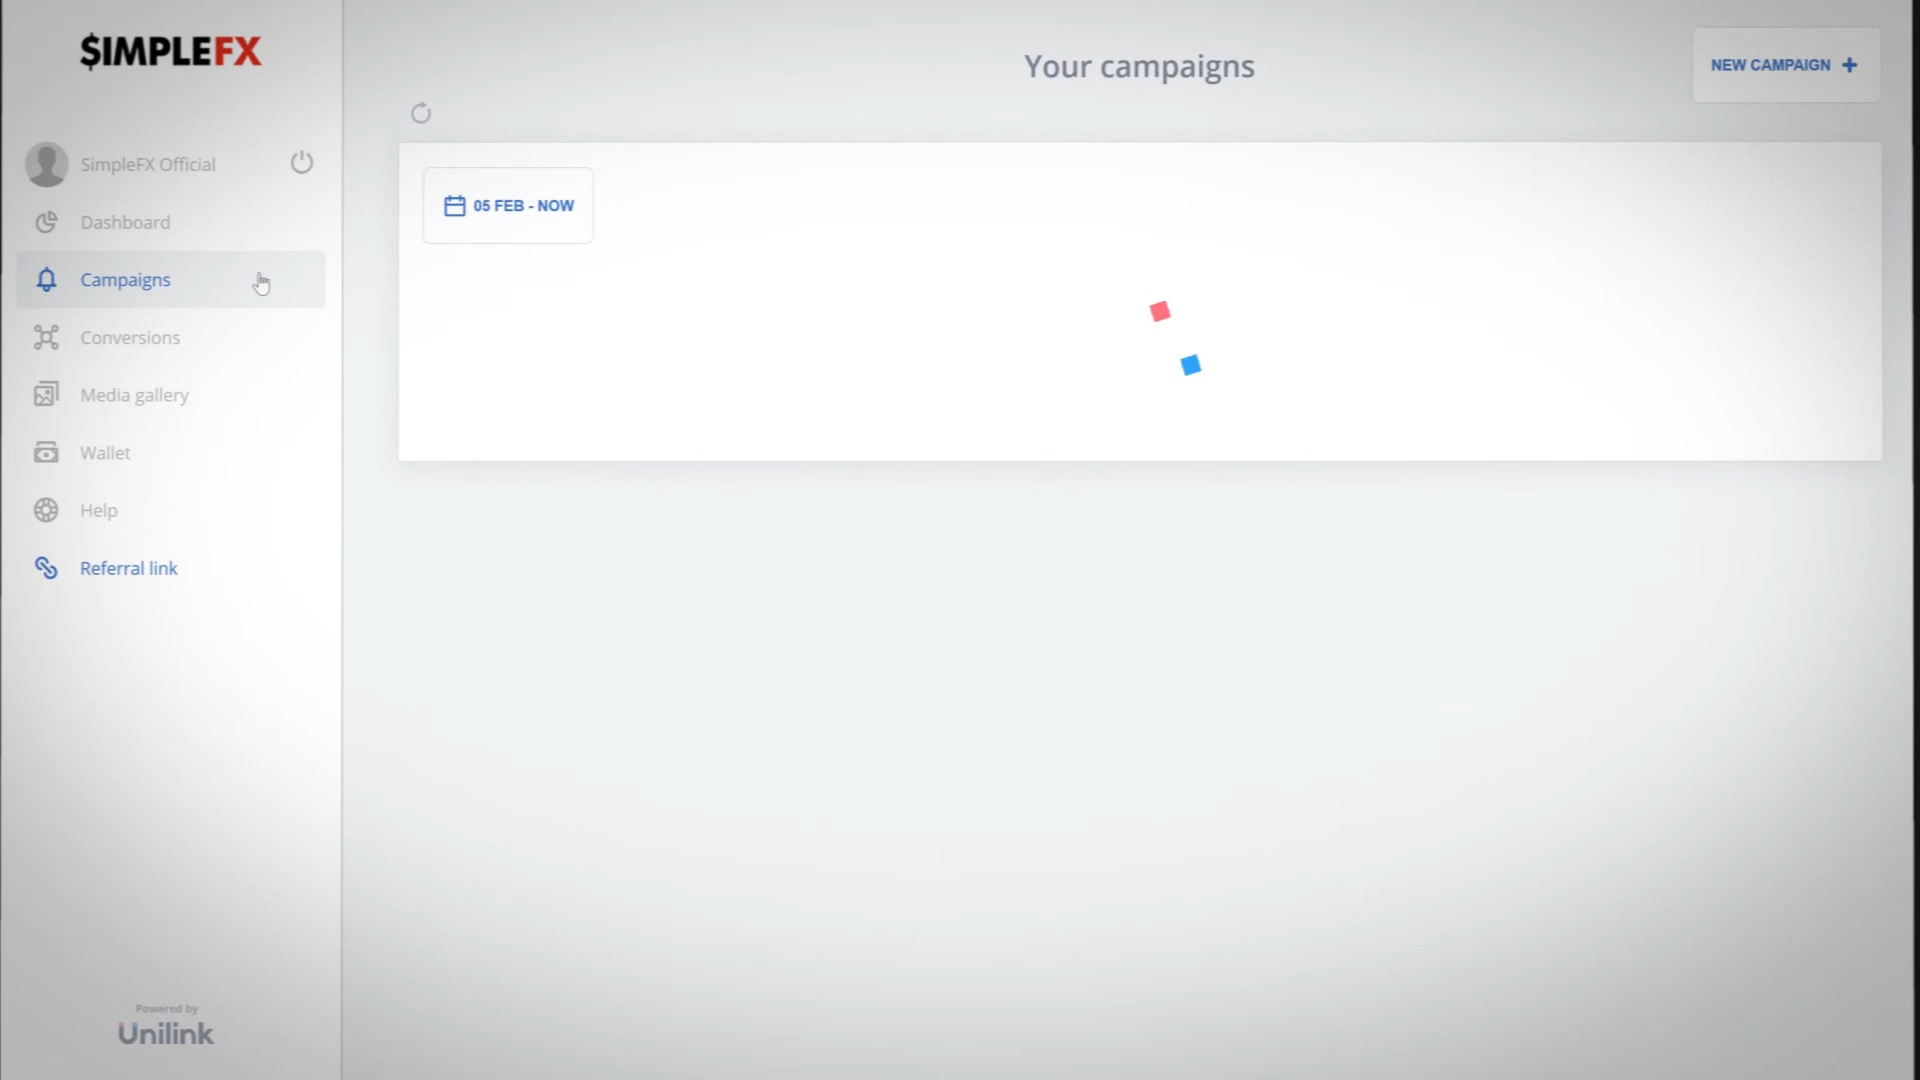 $IMPLEFX
Your campaigns
NEW CAMPAIGN
SimpleFX Official
Dashboard
Campaigns
Conversions
Media gallery
Wallet
Help
Referral link
05 FEB - NOW
Powered by
Unilink